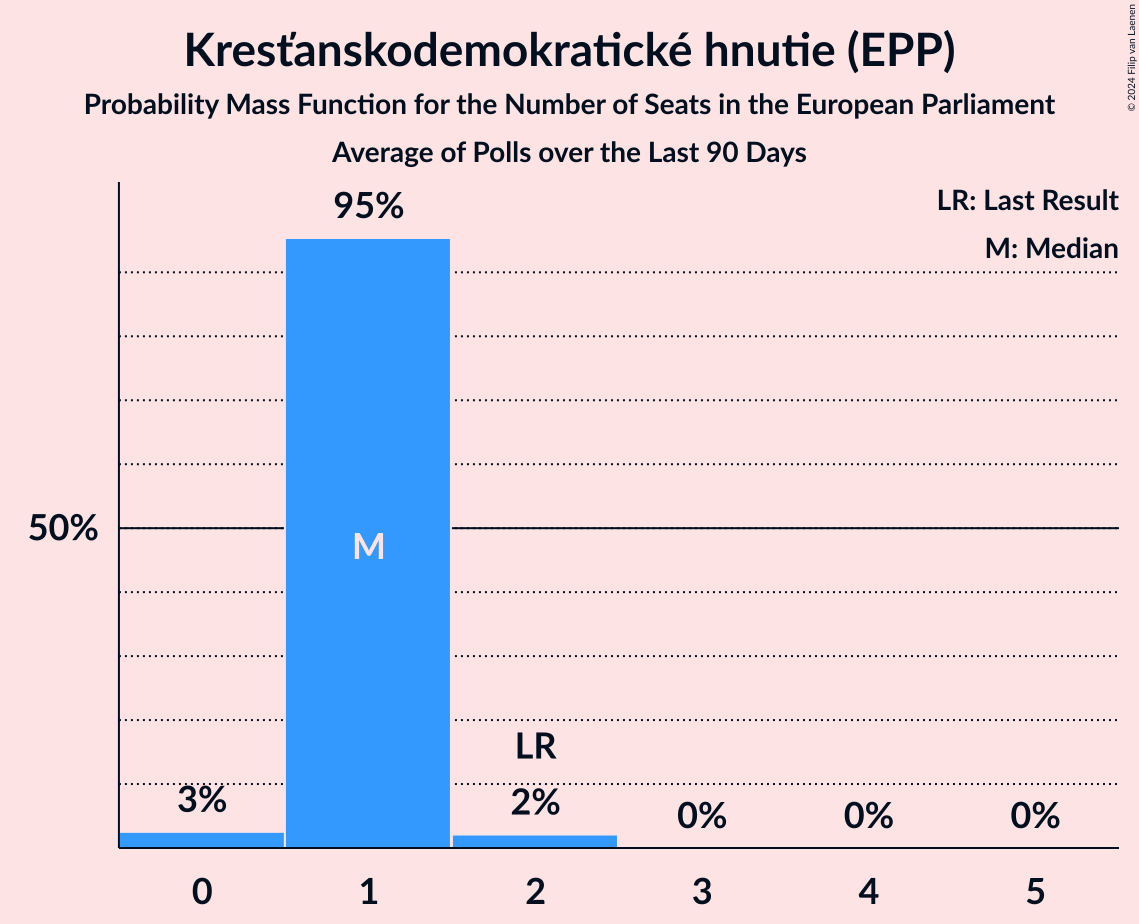 Kresťanskodemokratické hnutie (EPP)
Probability Mass Function for the Number of Seats in the European Parliament
Average of Polls over the Last 90 Days
© 2024 Filip van Laenen
LR: Last Result
M: Median
95%
50%
M
LR
3%
2%
0%
0%
0%
0
1
2
3
4
5